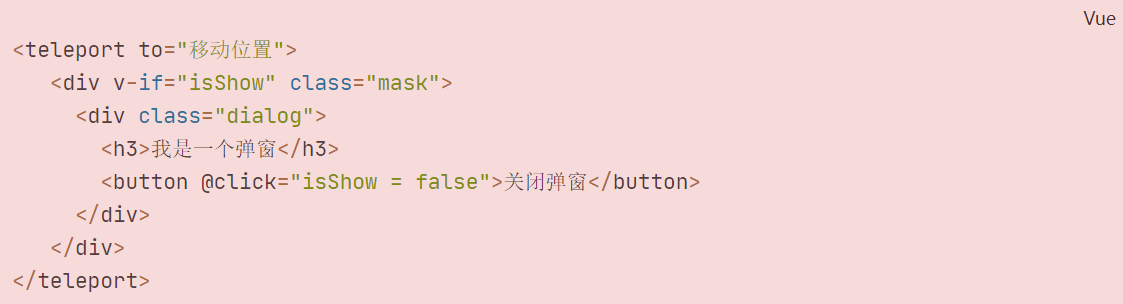 Vue
<teleport to="移动位置">
   <div v-if="isShow" class="mask">
     <div class="dialog">
       <h3>我是一个弹窗</h3>
       <button @click="isShow = false">关闭弹窗</button>
     </div>
   </div>
</teleport>